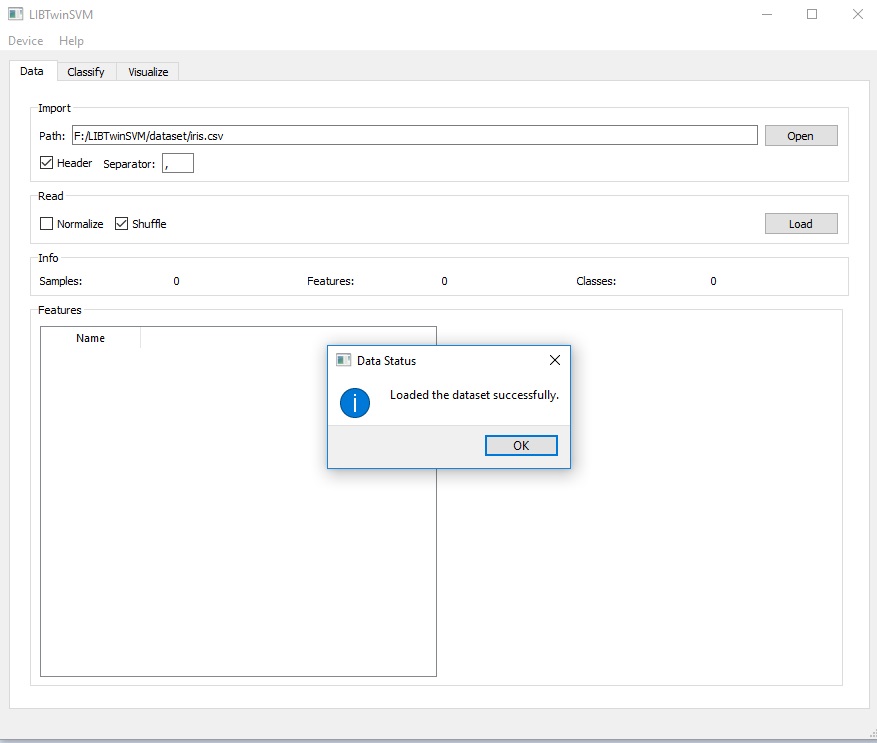 LIBTwinSVM
Device Help
Data Classify Visualize
Import
Path: F:/LIBTwinSVM/dataset/iris.csv Open
Header Separator: ,
Read
Normalize Shuffle Load
Info
Samples: 0 Features: 0 Classes: 0
Features
Name
Data Status
Loaded the dataset successfully.
OK